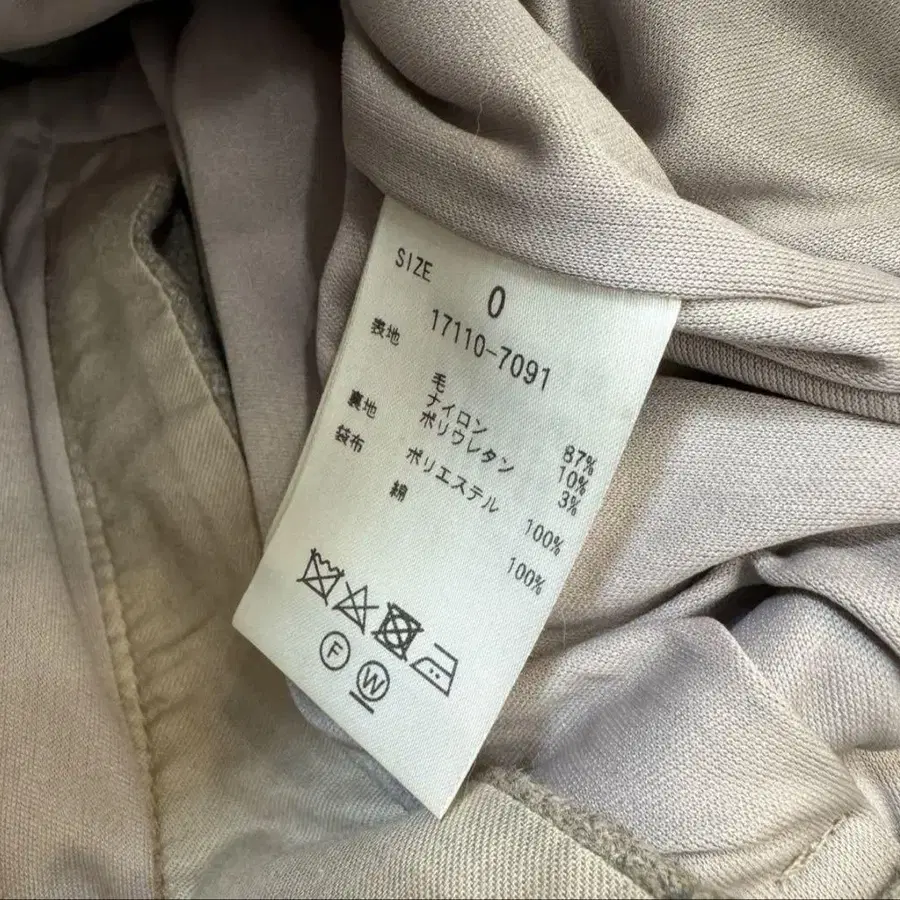 SIZE 0
17110-7091
表地 毛 87%
ナイロン 10%
ポリウレタン 3%
裏地 ポリエステル 100%
袋布 綿 100%
F
W